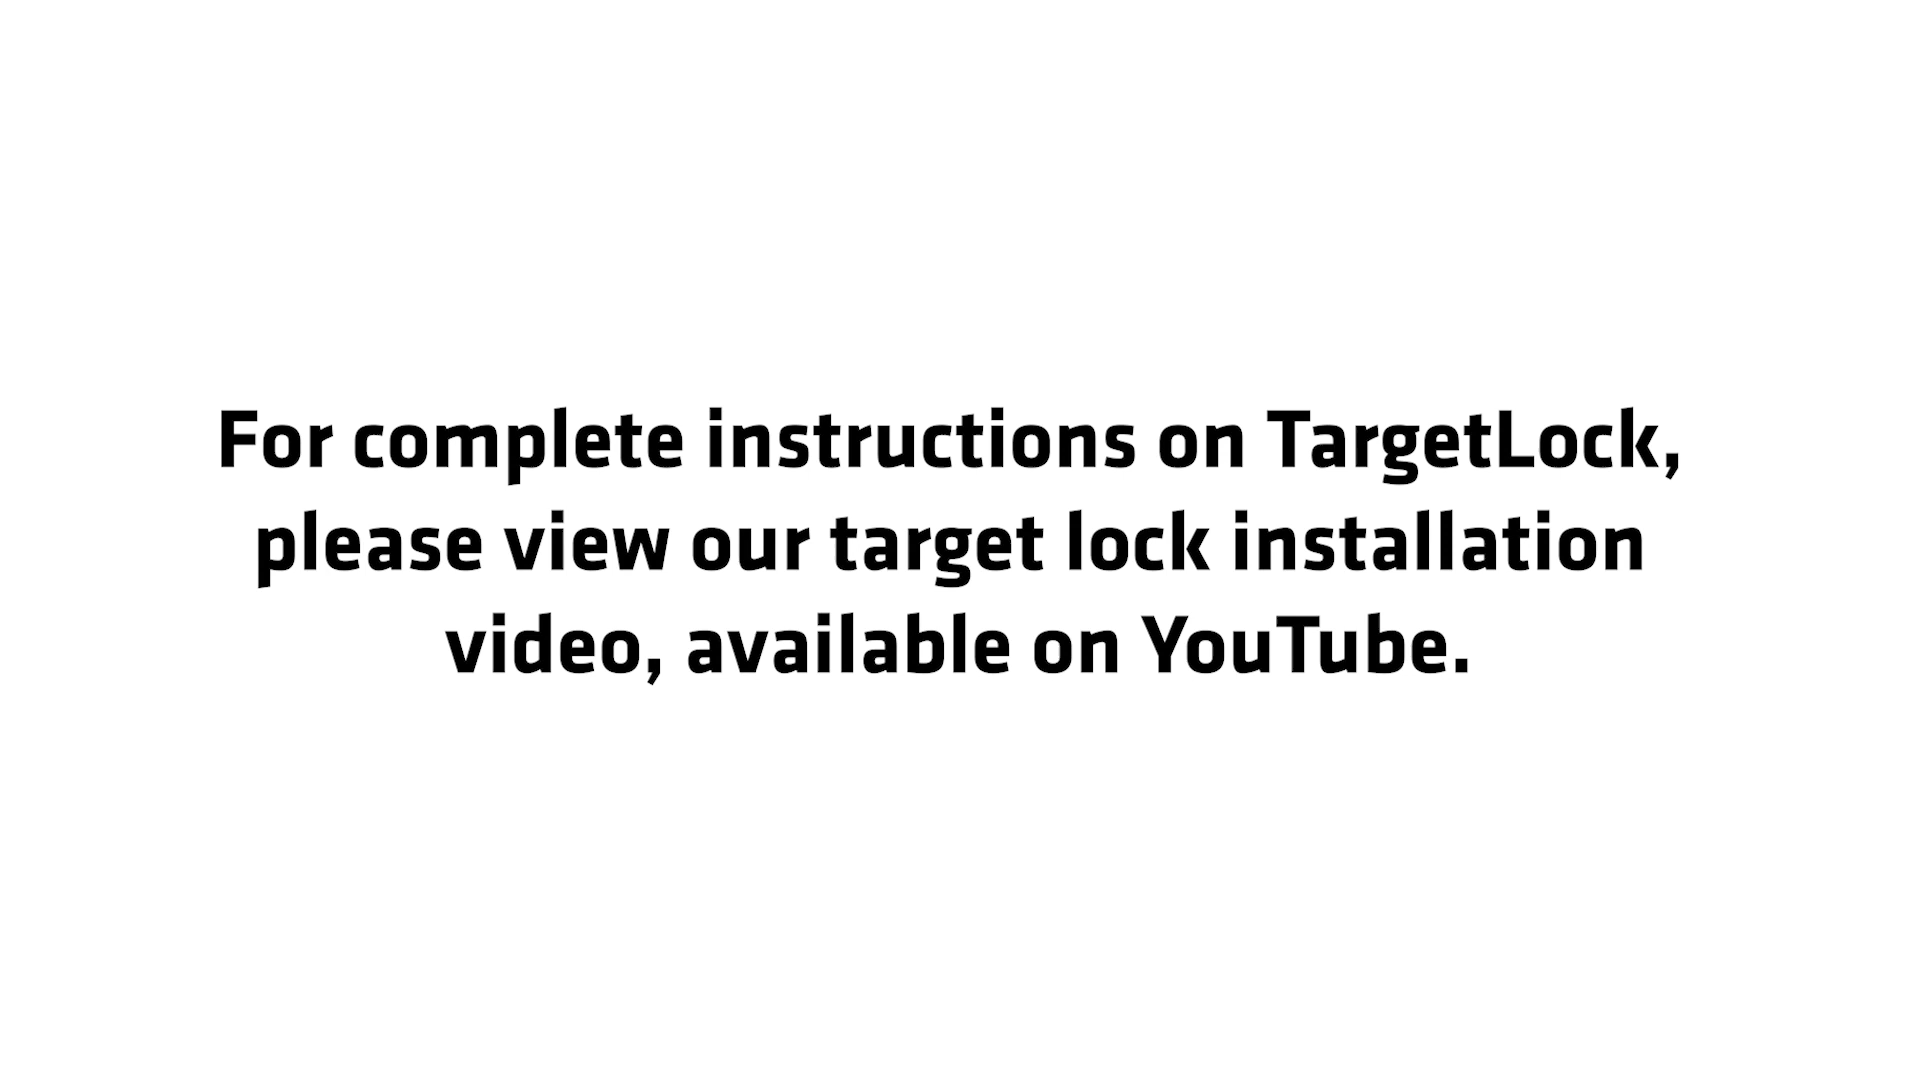 For complete instructions on TargetLock,
please view our target lock installation
video, available on YouTube.